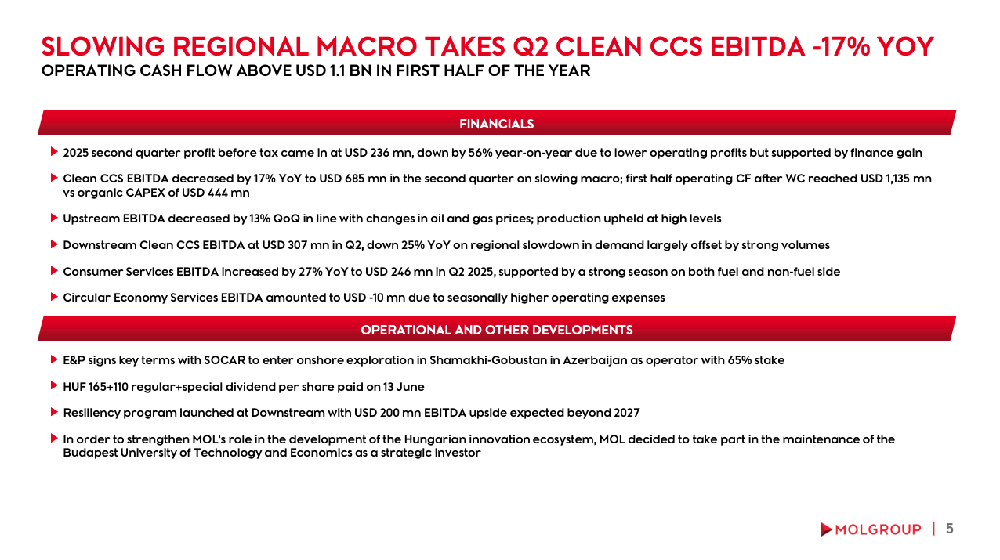 SLOWING REGIONAL MACRO TAKES Q2 CLEAN CCS EBITDA -17% YOY
OPERATING CASH FLOW ABOVE USD 1.1 BN IN FIRST HALF OF THE YEAR
FINANCIALS
2025 second quarter profit before tax came in at USD 236 mn, down by 56% year-on-year due to lower operating profits but supported by finance gain
Clean CCS EBITDA decreased by 17% YoY to USD 685 mn in the second quarter on slowing macro; first half operating CF after WC reached USD 1,135 mn
vs organic CAPEX of USD 444 mn
Upstream EBITDA decreased by 13% QoQ in line with changes in oil and gas prices; production upheld at high levels
Downstream Clean CCS EBITDA at USD 307 mn in Q2, down 25% YoY on regional slowdown in demand largely offset by strong volumes
Consumer Services EBITDA increased by 27% YoY to USD 246 mn in Q2 2025, supported by a strong season on both fuel and non-fuel side
Circular Economy Services EBITDA amounted to USD -10 mn due to seasonally higher operating expenses
OPERATIONAL AND OTHER DEVELOPMENTS
E&P signs key terms with SOCAR to enter onshore exploration in Shamakhi-Gobustan in Azerbaijan as operator with 65% stake
HUF 165+110 regular+special dividend per share paid on 13 June
Resiliency program launched at Downstream with USD 200 mn EBITDA upside expected beyond 2027
In order to strengthen MOL's role in the development of the Hungarian innovation ecosystem, MOL decided to take part in the maintenance of the
Budapest University of Technology and Economics as a strategic investor
MOLGROUP | 5